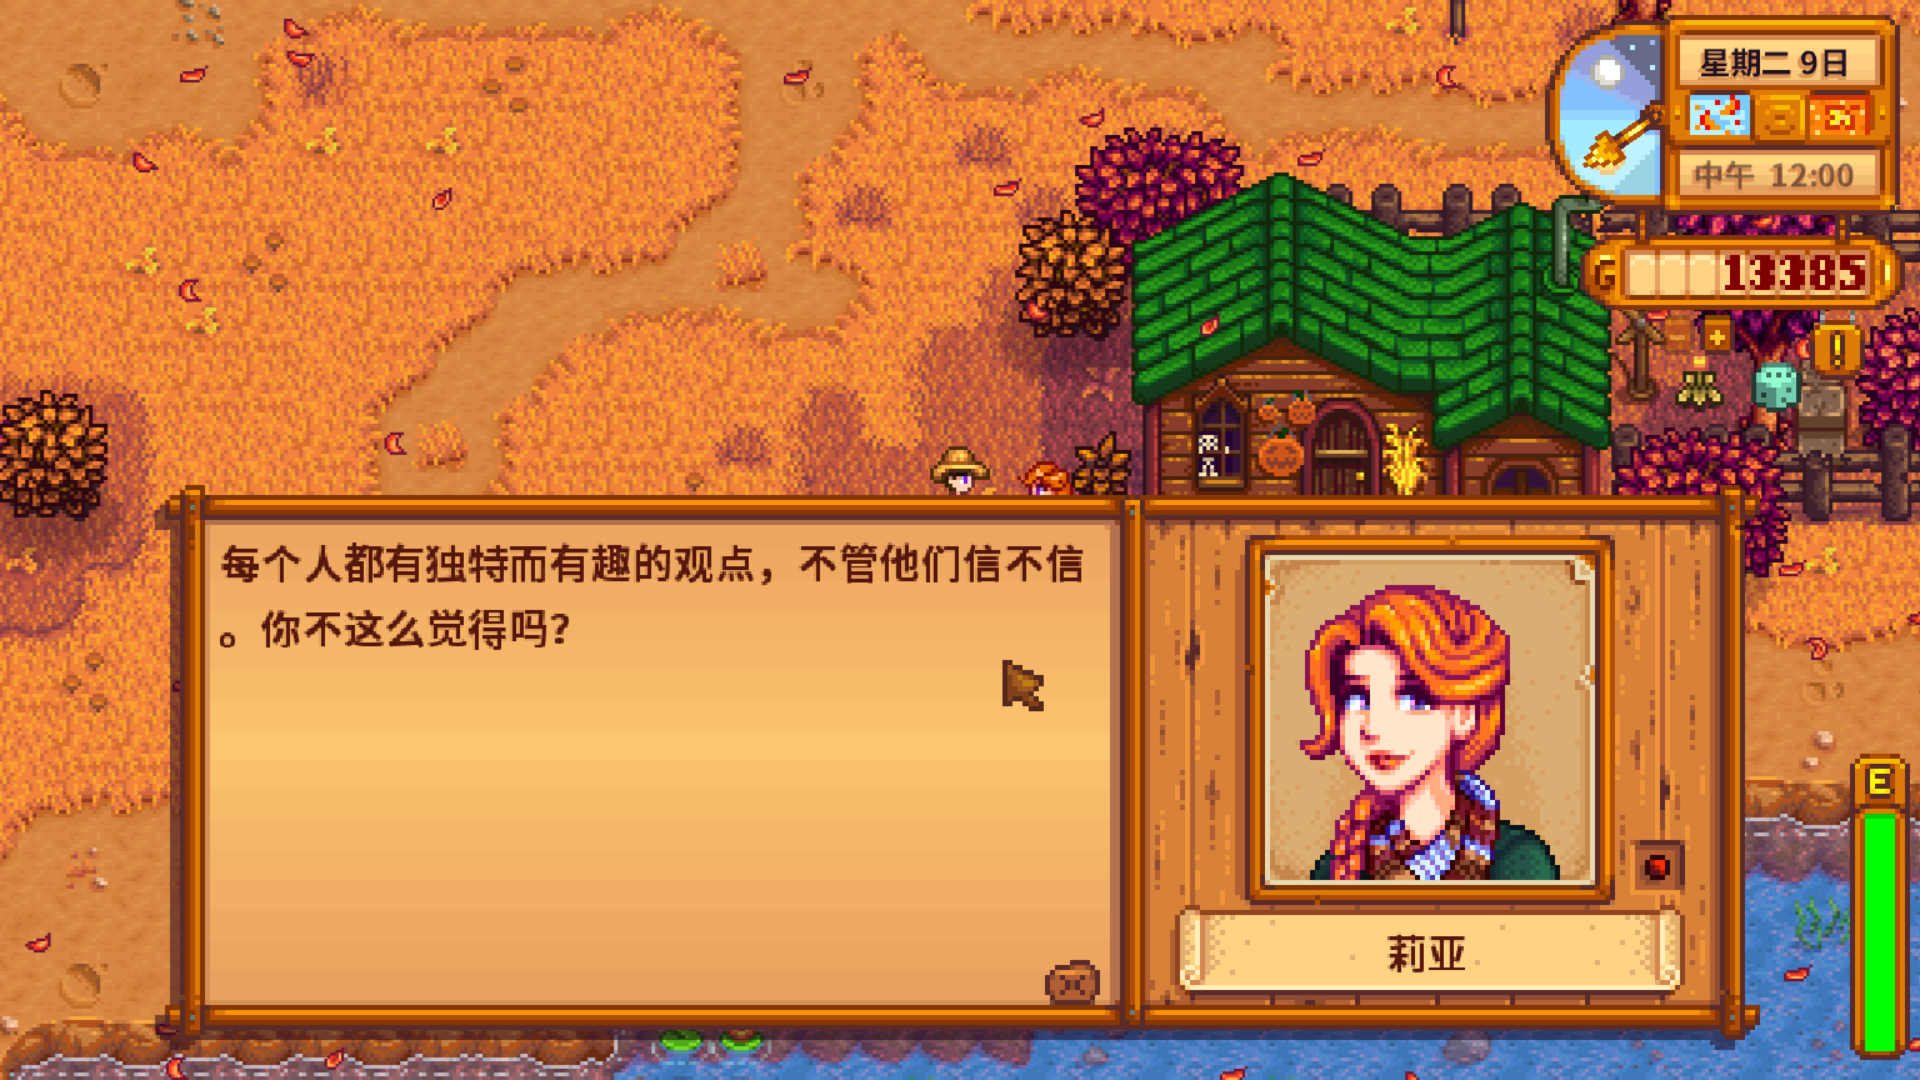 星期二 9日
中午 12:00
G 13385
每个人都有独特而有趣的观点，不管他们信不信
。你不这么觉得吗？
莉亚
E